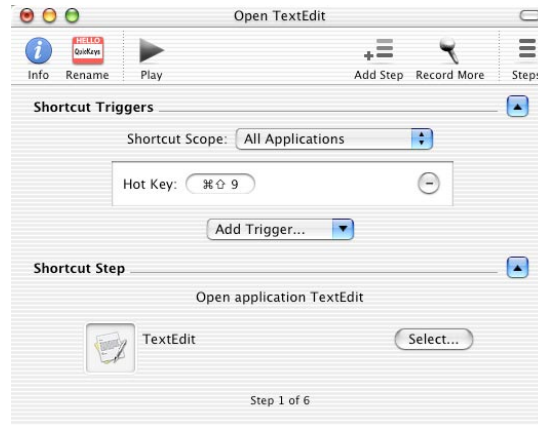 Open TextEdit
HELLO
QuicKeys
Info Rename Play Add Step Record More Steps
Shortcut Triggers
Shortcut Scope: All Applications
Hot Key: ⌘⇧ 9
Add Trigger...
Shortcut Step
Open application TextEdit
TextEdit Select...
Step 1 of 6